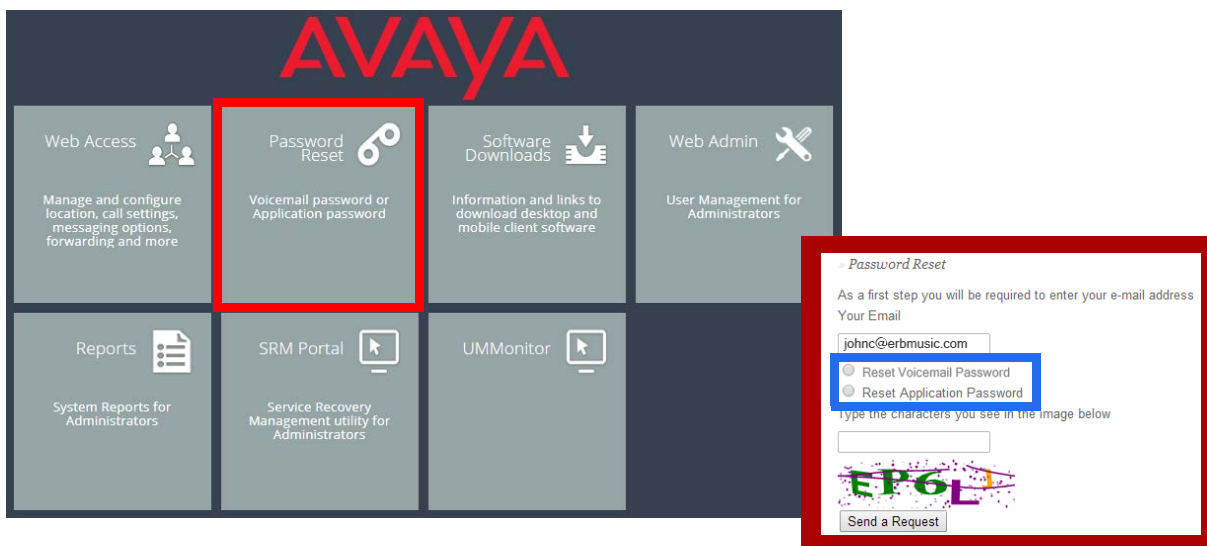 AVAYA
Web Access
Manage and configure
location, call settings,
messaging options,
forwarding and more
Password
Reset
Voicemail password or
Application password
Software
Downloads
Information and links to
download desktop and
mobile client software
Web Admin
User Management for
Administrators
Reports
System Reports for
Administrators
SRM Portal
Service Recovery
Management utility for
Administrators
UMMonitor
» Password Reset
As a first step you will be required to enter your e-mail address
Your Email
johnc@erbmusic.com
Reset Voicemail Password
Reset Application Password
Type the characters you see in the image below
EP6L
Send a Request